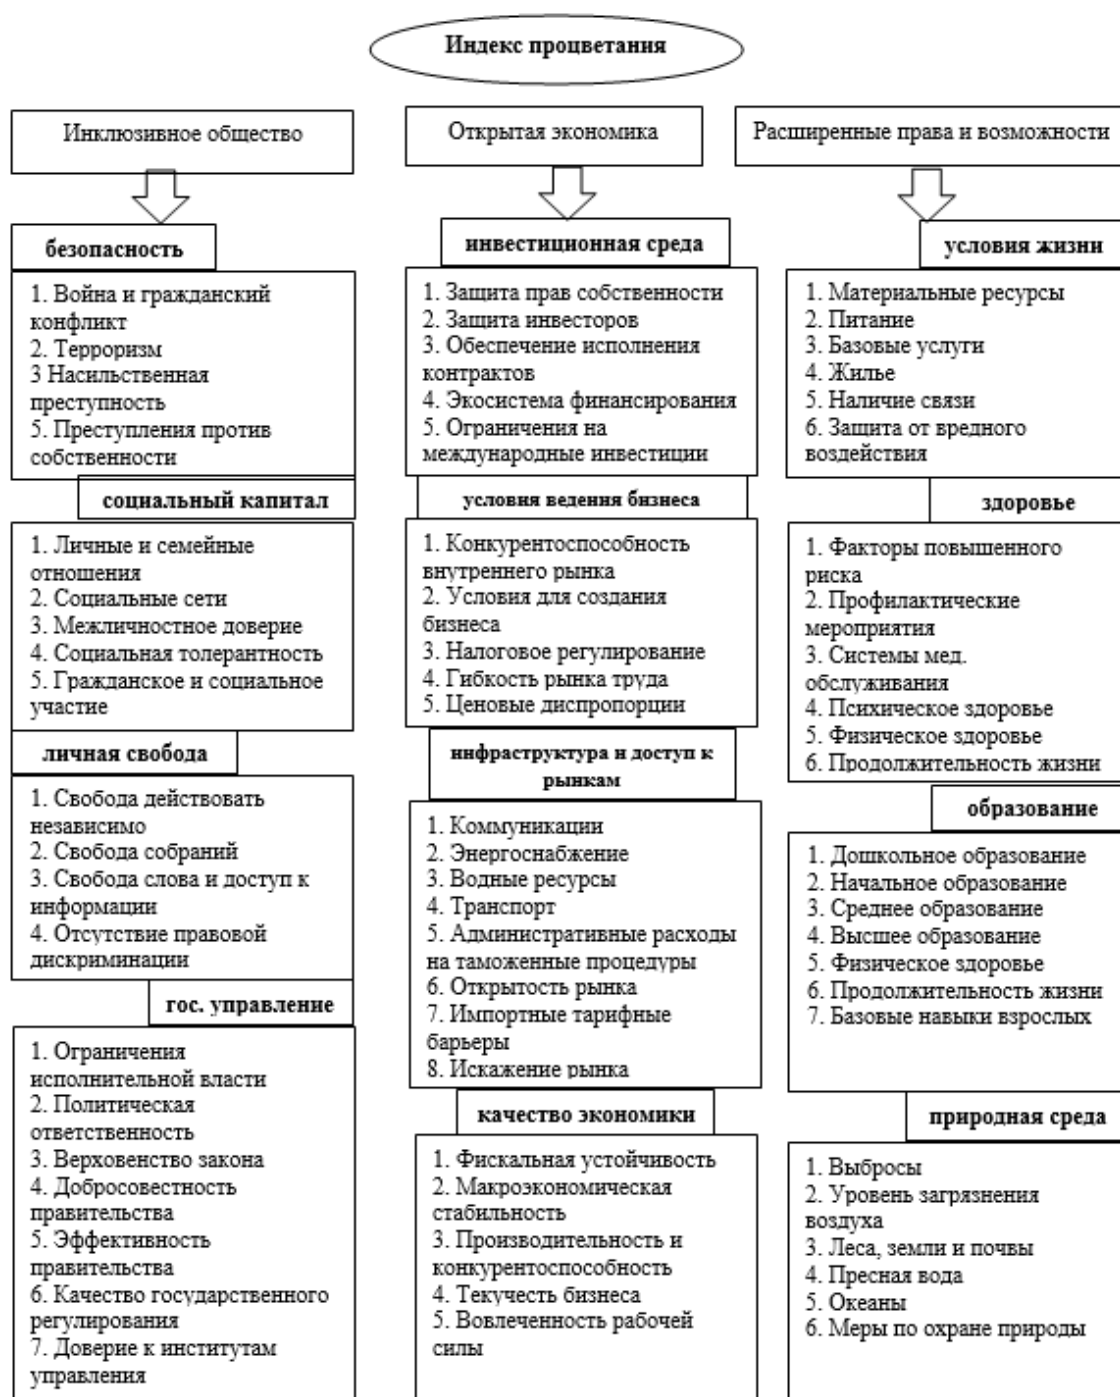 Индекс процветания
Инклюзивное общество
безопасность
1. Война и гражданский
конфликт
2. Терроризм
3 Насильственная
преступность
5. Преступления против
собственности
социальный капитал
1. Личные и семейные
отношения
2. Социальные сети
3. Межличностное доверие
4. Социальная толерантность
5. Гражданское и социальное
участие
личная свобода
1. Свобода действовать
независимо
2. Свобода собраний
3. Свобода слова и доступ к
информации
4. Отсутствие правовой
дискриминации
гос. управление
1. Ограничения
исполнительной власти
2. Политическая
ответственность
3. Верховенство закона
4. Добросовестность
правительства
5. Эффективность
правительства
6. Качество государственного
регулирования
7. Доверие к институтам
управления
Открытая экономика
инвестиционная среда
1. Защита прав собственности
2. Защита инвесторов
3. Обеспечение исполнения
контрактов
4. Экосистема финансирования
5. Ограничения на
международные инвестиции
условия ведения бизнеса
1. Конкурентоспособность
внутреннего рынка
2. Условия для создания
бизнеса
3. Налоговое регулирование
4. Гибкость рынка труда
5. Ценовые диспропорции
инфраструктура и доступ к
рынкам
1. Коммуникации
2. Энергоснабжение
3. Водные ресурсы
4. Транспорт
5. Административные расходы
на таможенные процедуры
6. Открытость рынка
7. Импортные тарифные
барьеры
8. Искажение рынка
качество экономики
1. Фискальная устойчивость
2. Макроэкономическая
стабильность
3. Производительность и
конкурентоспособность
4. Текучесть бизнеса
5. Вовлеченность рабочей
силы
Расширенные права и возможности
условия жизни
1. Материальные ресурсы
2. Питание
3. Базовые услуги
4. Жилье
5. Наличие связи
6. Защита от вредного
воздействия
здоровье
1. Факторы повышенного
риска
2. Профилактические
мероприятия
3. Системы мед.
обслуживания
4. Психическое здоровье
5. Физическое здоровье
6. Продолжительность жизни
образование
1. Дошкольное образование
2. Начальное образование
3. Среднее образование
4. Высшее образование
5. Физическое здоровье
6. Продолжительность жизни
7. Базовые навыки взрослых
природная среда
1. Выбросы
2. Уровень загрязнения
воздуха
3. Леса, земли и почвы
4. Пресная вода
5. Океаны
6. Меры по охране природы